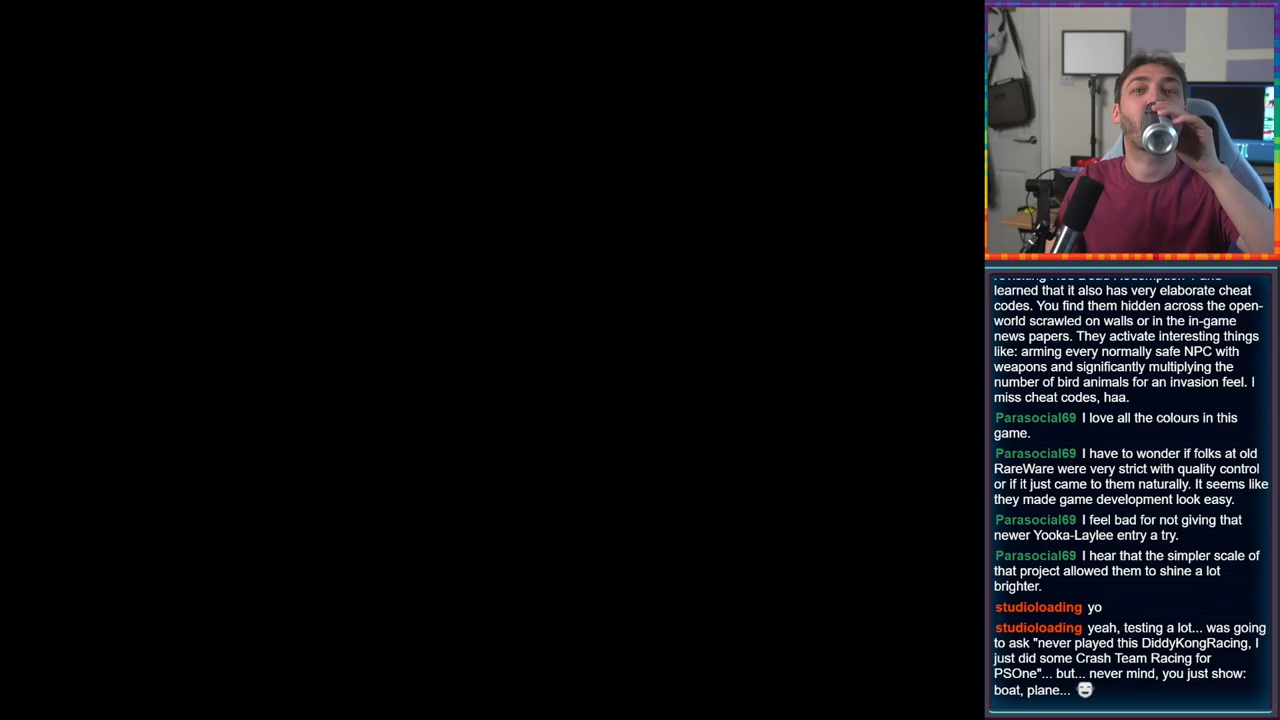 learned that it also has very elaborate cheat
codes. You find them hidden across the open-
world scrawled on walls or in the in-game
news papers. They activate interesting things
like: arming every normally safe NPC with
weapons and significantly multiplying the
number of bird animals for an invasion feel. I
miss cheat codes, haa.
Parasocial69 I love all the colours in this
game.
Parasocial69 I have to wonder if folks at old
RareWare were very strict with quality control
or if it just came to them naturally. It seems like
they made game development look easy.
Parasocial69 I feel bad for not giving that
newer Yooka-Laylee entry a try.
Parasocial69 I hear that the simpler scale of
that project allowed them to shine a lot
brighter.
studioloading yo
studioloading yeah, testing a lot... was going
to ask "never played this DiddyKongRacing, I
just did some Crash Team Racing for
PSOne"... but... never mind, you just show:
boat, plane...